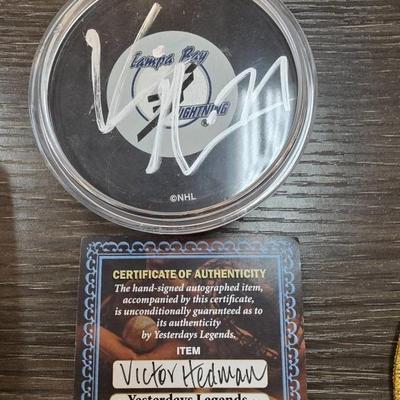 Tampa Bay
LIGHTNING
©NHL
CERTIFICATE OF AUTHENTICITY
The hand-signed autographed item,
accompanied by this certificate,
is unconditionally guaranteed as to
its authenticity
by Yesterdays Legends.
ITEM
Victor Hedman
Yesterdays Legends